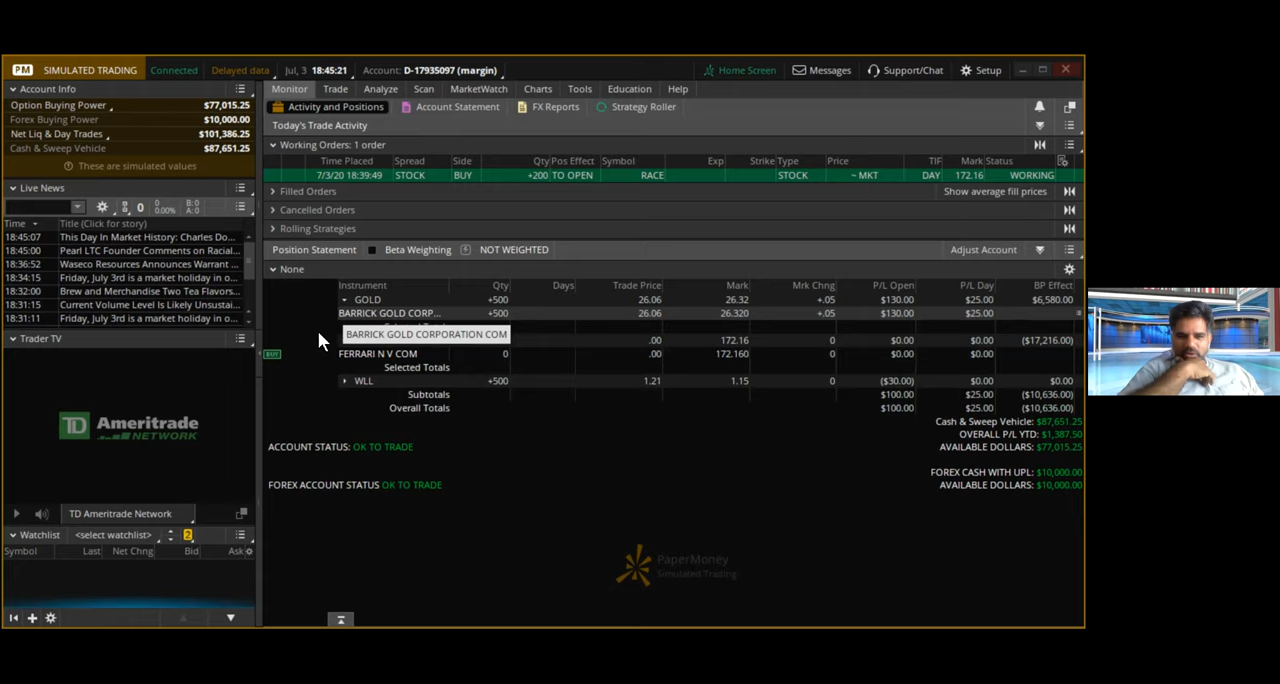 PM SIMULATED TRADING Connected Delayed data Jul, 3 18:45:21 Account: D-17935097 (margin) Home Screen Messages Support/Chat Setup
Account Info
Option Buying Power $77,015.25
Forex Buying Power $10,000.00
Net Liq & Day Trades $101,386.25
Cash & Sweep Vehicle $87,651.25
These are simulated values
Live News
0 D: 0 0.00% B: 0 A: 0
Time Title (Click for story)
18:45:07 This Day In Market History: Charles Do...
18:45:00 Pearl LTC Founder Comments on Racial...
18:36:52 Waseco Resources Announces Warrant ...
18:34:15 Friday, July 3rd is a market holiday in o...
18:32:00 Brew and Merchandise Two Tea Flavors...
18:31:15 Current Volume Level Is Likely Unsustai...
18:31:11 Friday, July 3rd is a market holiday in o...
Trader TV
TD Ameritrade NETWORK
TD Ameritrade Network
Watchlist <select watchlist> 2
Symbol Last Net Chng Bid Ask
Monitor Trade Analyze Scan MarketWatch Charts Tools Education Help
Activity and Positions Account Statement FX Reports Strategy Roller
Today's Trade Activity
Working Orders: 1 order
Time Placed Spread Side Qty Pos Effect Symbol Exp Strike Type Price TIF Mark Status
7/3/20 18:39:49 STOCK BUY +200 TO OPEN RACE STOCK ~ MKT DAY 172.16 WORKING
Filled Orders Show average fill prices
Cancelled Orders
Rolling Strategies
Position Statement Beta Weighting NOT WEIGHTED Adjust Account
None
Instrument Qty Days Trade Price Mark Mrk Chng P/L Open P/L Day BP Effect
GOLD +500 26.06 26.32 +.05 $130.00 $25.00 $6,580.00
BARRICK GOLD CORP... +500 26.06 26.320 +.05 $130.00 $25.00
BARRICK GOLD CORPORATION COM
.00 172.16 0 $0.00 $0.00 ($17,216.00)
BUY FERRARI N V COM 0 .00 172.160 0 $0.00 $0.00
Selected Totals
WLL +500 1.21 1.15 0 ($30.00) $0.00 $0.00
Subtotals $100.00 $25.00 ($10,636.00)
Overall Totals $100.00 $25.00 ($10,636.00)
Cash & Sweep Vehicle: $87,651.25
OVERALL P/L YTD: $1,387.50
ACCOUNT STATUS: OK TO TRADE AVAILABLE DOLLARS: $77,015.25
FOREX CASH WITH UPL: $10,000.00
FOREX ACCOUNT STATUS OK TO TRADE AVAILABLE DOLLARS: $10,000.00
PaperMoney
Simulated Trading